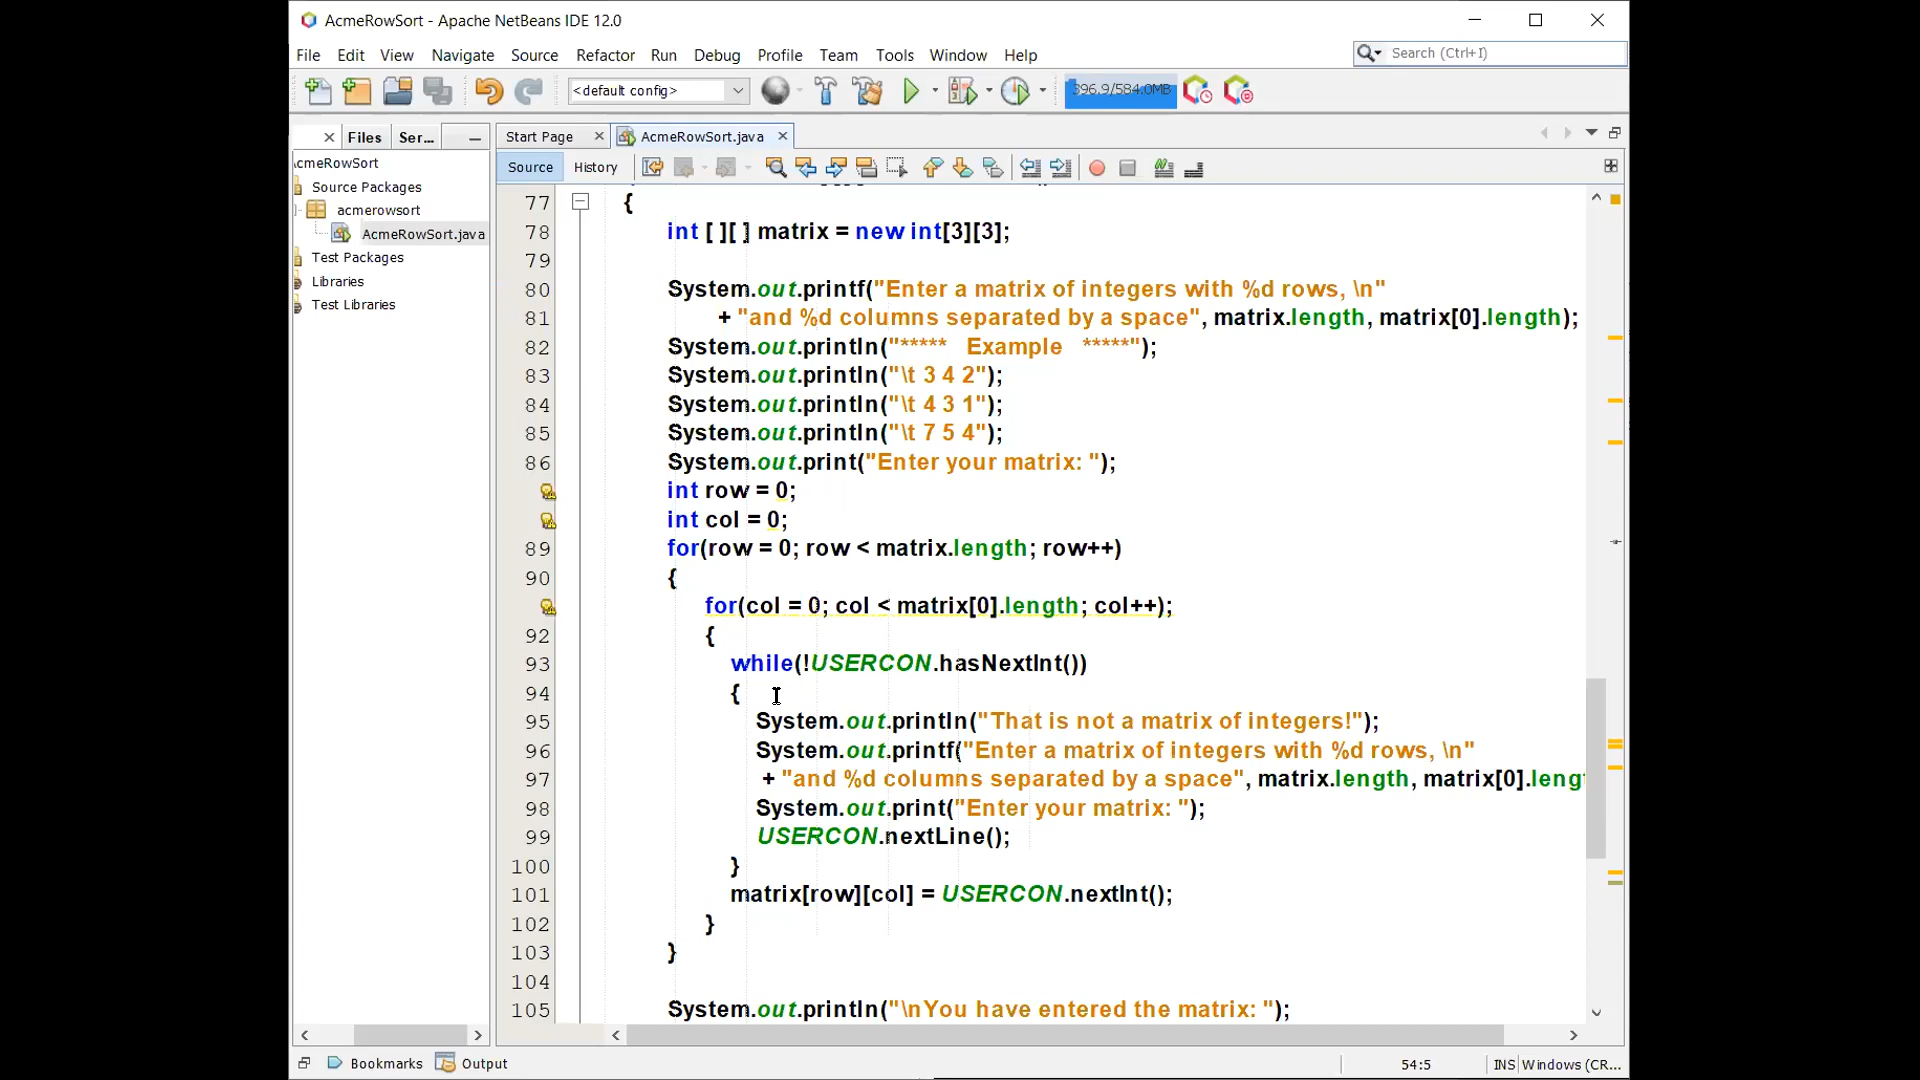 AcmeRowSort - Apache NetBeans IDE 12.0
File Edit View Navigate Source Refactor Run Debug Profile Team Tools Window Help
Search (Ctrl+I)
<default config>
396.9/584.0MB
Files Ser...
Start Page AcmeRowSort.java
cmeRowSort
Source Packages
acmerowsort
AcmeRowSort.java
Test Packages
Libraries
Test Libraries
Source History
77 {
78 int [ ][ ] matrix = new int[3][3];
79
80 System.out.printf("Enter a matrix of integers with %d rows, \n"
81 + "and %d columns separated by a space", matrix.length, matrix[0].length);
82 System.out.println("***** Example *****");
83 System.out.println("\t 3 4 2");
84 System.out.println("\t 4 3 1");
85 System.out.println("\t 7 5 4");
86 System.out.print("Enter your matrix: ");
int row = 0;
int col = 0;
89 for(row = 0; row < matrix.length; row++)
90 {
for(col = 0; col < matrix[0].length; col++);
92 {
93 while(!USERCON.hasNextInt())
94 {
95 System.out.println("That is not a matrix of integers!");
96 System.out.printf("Enter a matrix of integers with %d rows, \n"
97 + "and %d columns separated by a space", matrix.length, matrix[0].leng
98 System.out.print("Enter your matrix: ");
99 USERCON.nextLine();
100 }
101 matrix[row][col] = USERCON.nextInt();
102 }
103 }
104
105 System.out.println("\nYou have entered the matrix: ");
Bookmarks Output
54:5 INS Windows (CR...